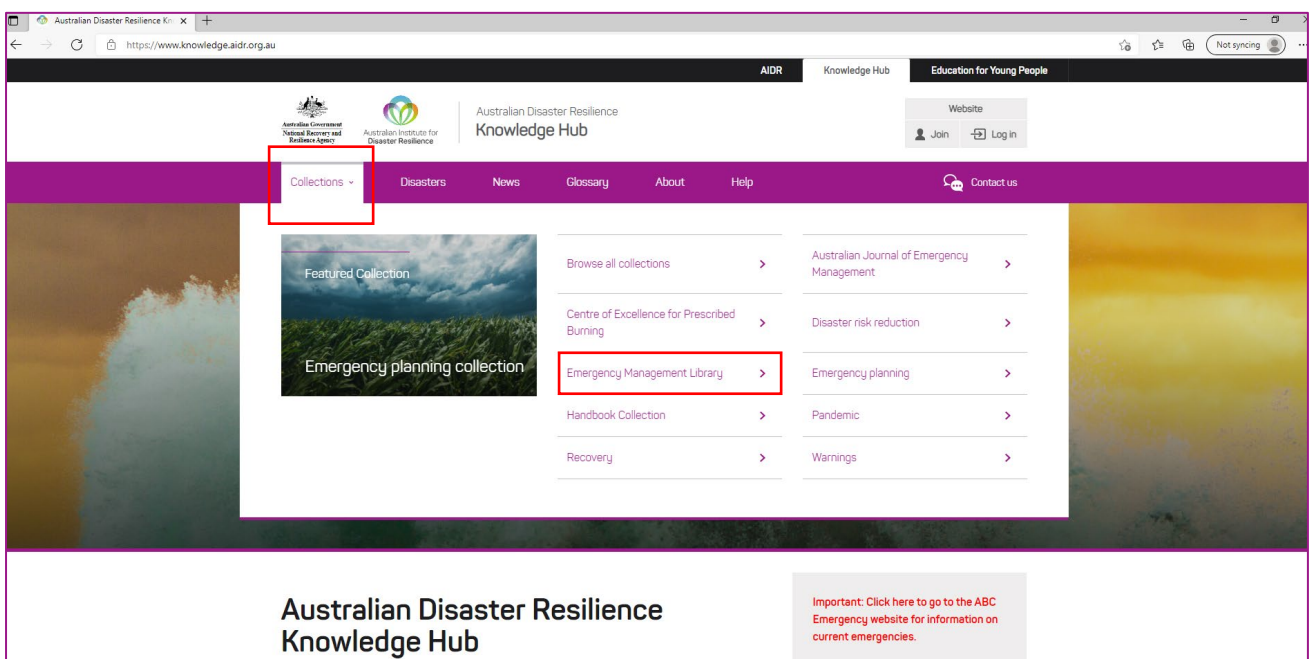 Australian Disaster Resilience Kn
https://www.knowledge.aidr.org.au
Not syncing
AIDR
Knowledge Hub
Education for Young People
Australian Government
National Recovery and
Resilience Agency
Australian Institute for
Disaster Resilience
Australian Disaster Resilience
Knowledge Hub
Website
Join
Log in
Collections
Disasters
News
Glossary
About
Help
Contact us
Featured Collection
Emergency planning collection
Browse all collections
Centre of Excellence for Prescribed
Burning
Emergency Management Library
Handbook Collection
Recovery
Australian Journal of Emergency
Management
Disaster risk reduction
Emergency planning
Pandemic
Warnings
Australian Disaster Resilience
Knowledge Hub
Important: Click here to go to the ABC
Emergency website for information on
current emergencies.